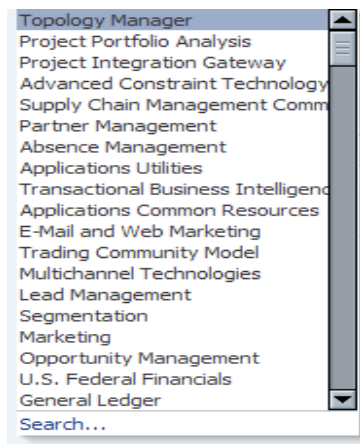 Topology Manager
Project Portfolio Analysis
Project Integration Gateway
Advanced Constraint Technology
Supply Chain Management Comm
Partner Management
Absence Management
Applications Utilities
Transactional Business Intelligenc
Applications Common Resources
E-Mail and Web Marketing
Trading Community Model
Multichannel Technologies
Lead Management
Segmentation
Marketing
Opportunity Management
U.S. Federal Financials
General Ledger
Search...